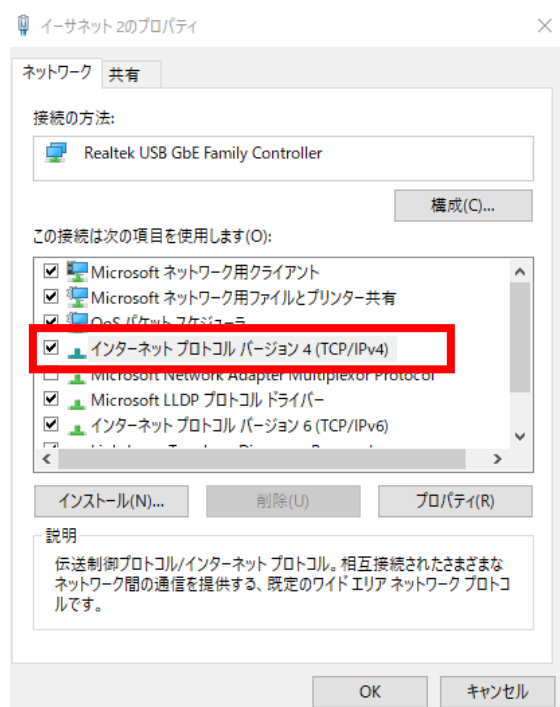 イーサネット 2のプロパティ
ネットワーク 共有
接続の方法:
Realtek USB GbE Family Controller
構成(C)...
この接続は次の項目を使用します(O):
Microsoft ネットワーク用クライアント
Microsoft ネットワーク用ファイルとプリンター共有
QoS パケット スケジューラ
インターネット プロトコル バージョン 4 (TCP/IPv4)
Microsoft Network Adapter Multiplexor Protocol
Microsoft LLDP プロトコル ドライバー
インターネット プロトコル バージョン 6 (TCP/IPv6)
インストール(N)... 削除(U) プロパティ(R)
説明
伝送制御プロトコル/インターネット プロトコル。相互接続されたさまざまな
ネットワーク間の通信を提供する、既定のワイド エリア ネットワーク プロトコ
ルです。
OK キャンセル